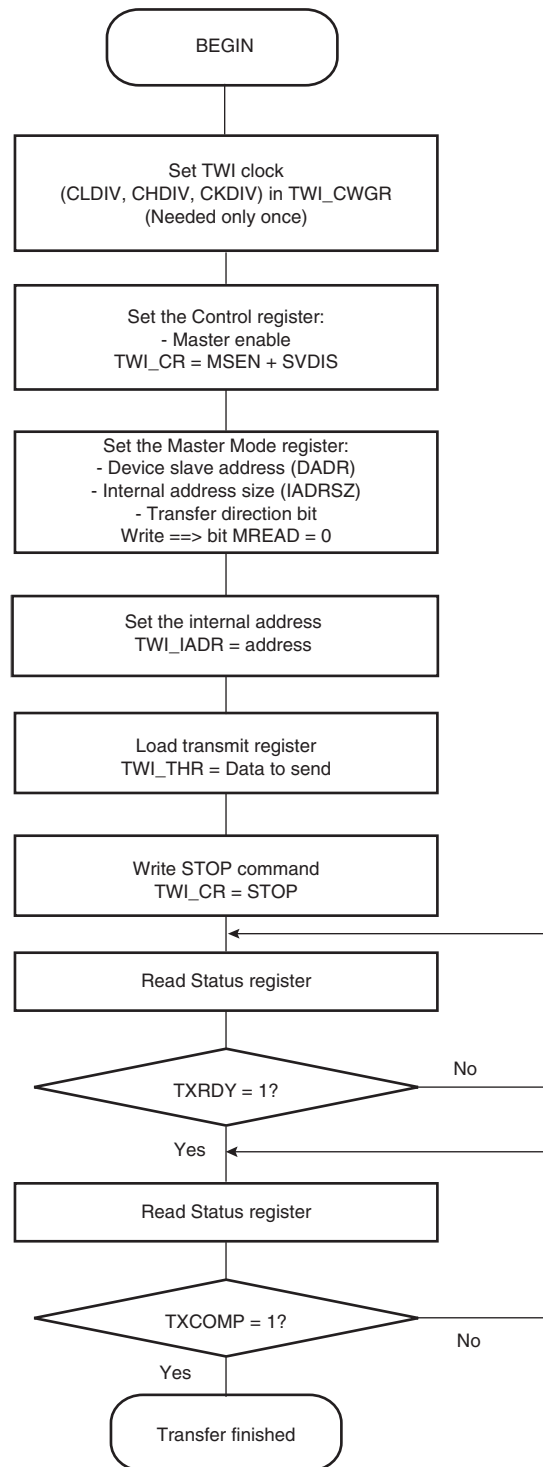 BEGIN
Set TWI clock
(CLDIV, CHDIV, CKDIV) in TWI_CWGR
(Needed only once)
Set the Control register:
- Master enable
TWI_CR = MSEN + SVDIS
Set the Master Mode register:
- Device slave address (DADR)
- Internal address size (IADRSZ)
- Transfer direction bit
Write ==> bit MREAD = 0
Set the internal address
TWI_IADR = address
Load transmit register
TWI_THR = Data to send
Write STOP command
TWI_CR = STOP
Read Status register
TXRDY = 1?
No
Yes
Read Status register
TXCOMP = 1?
No
Yes
Transfer finished